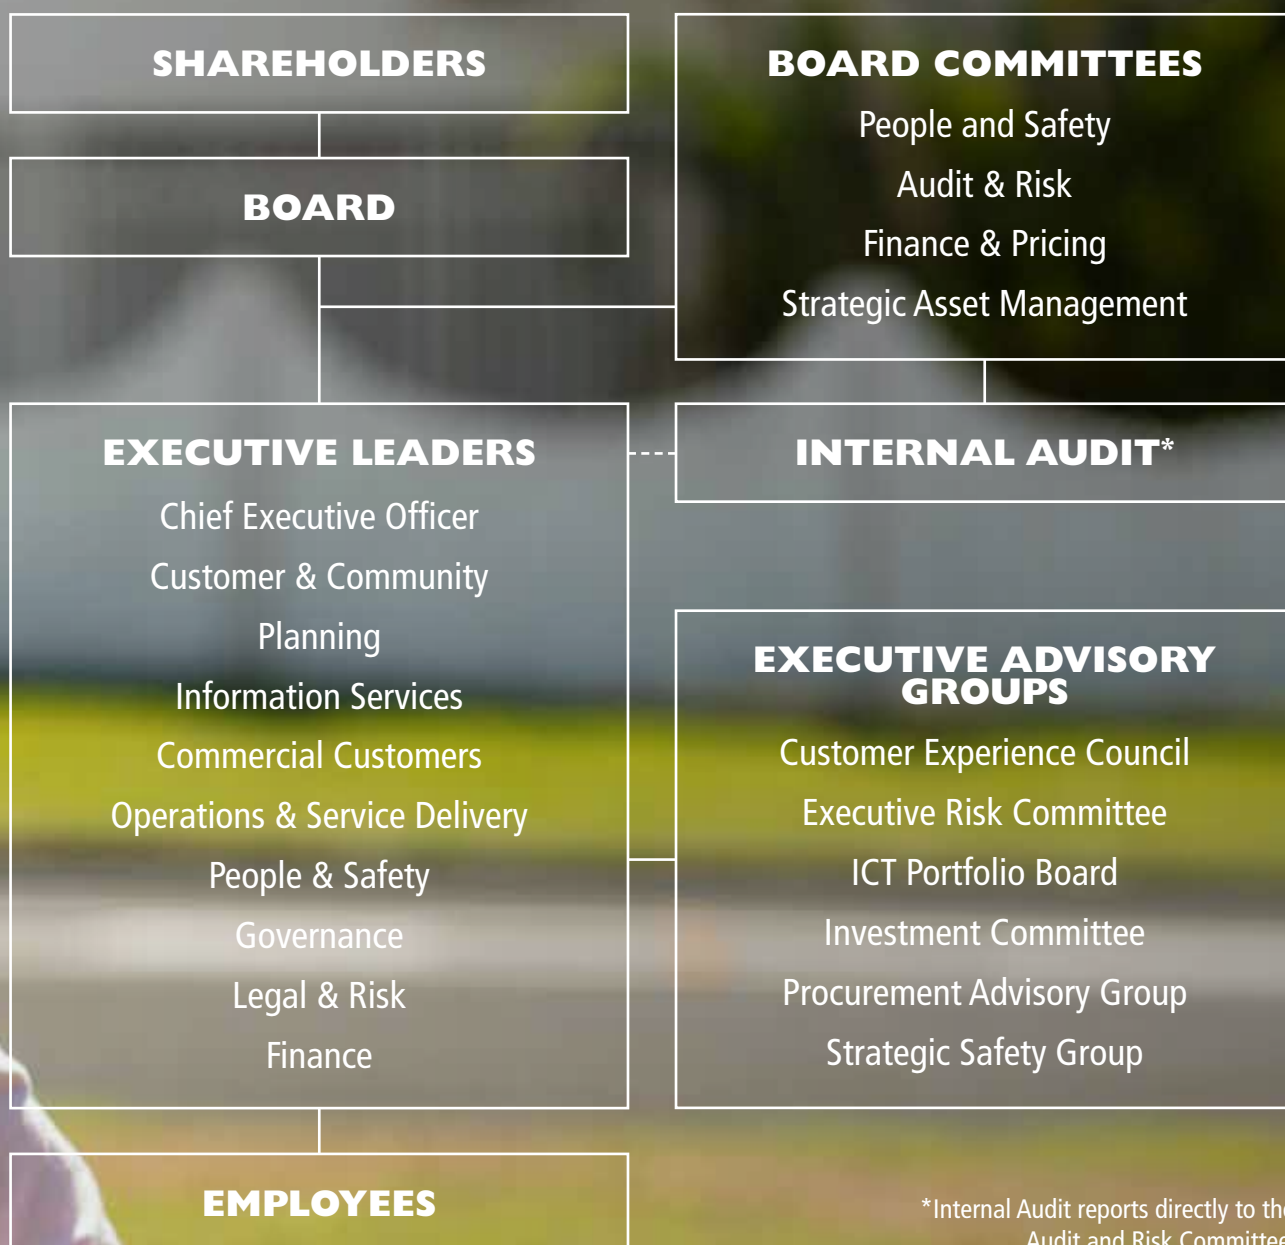 SHAREHOLDERS
BOARD
BOARD COMMITTEES
People and Safety
Audit & Risk
Finance & Pricing
Strategic Asset Management
EXECUTIVE LEADERS
Chief Executive Officer
Customer & Community
Planning
Information Services
Commercial Customers
Operations & Service Delivery
People & Safety
Governance
Legal & Risk
Finance
INTERNAL AUDIT*
EXECUTIVE ADVISORY
GROUPS
Customer Experience Council
Executive Risk Committee
ICT Portfolio Board
Investment Committee
Procurement Advisory Group
Strategic Safety Group
EMPLOYEES
*Internal Audit reports directly to the
Audit and Risk Committee